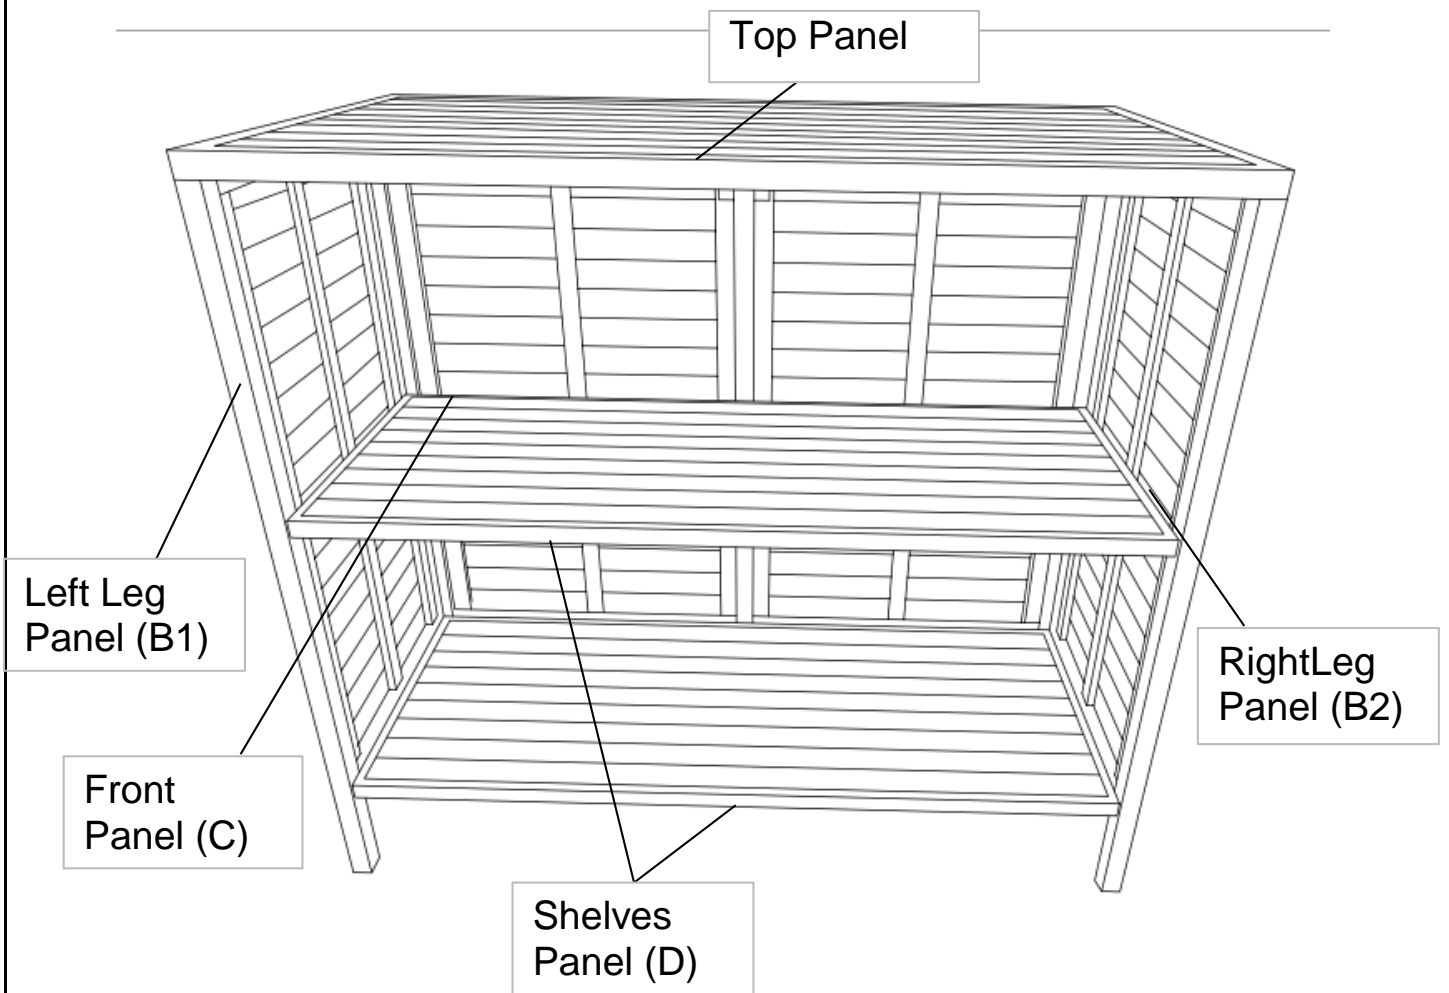 Top Panel
Left Leg
Panel (B1)
RightLeg
Panel (B2)
Front
Panel (C)
Shelves
Panel (D)